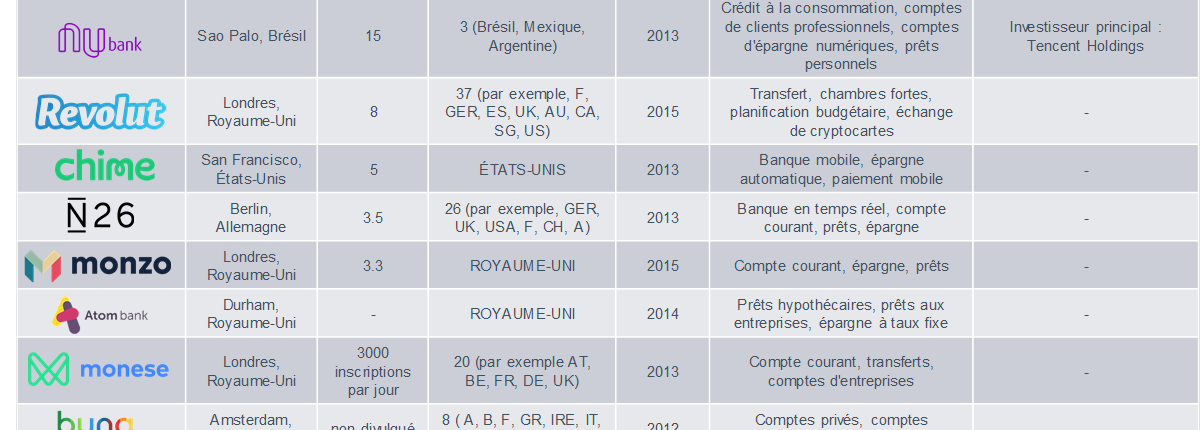 Crédit à la consommation, comptes
de clients professionnels, comptes
d'épargne numériques, prêts
personnels
nu bank
Sao Palo, Brésil
15
3 (Brésil, Mexique,
Argentine)
2013
Investisseur principal :
Tencent Holdings
Revolut
Londres,
Royaume-Uni
8
37 (par exemple, F,
GER, ES, UK, AU, CA,
SG, US)
2015
Transfert, chambres fortes,
planification budgétaire, échange
de cryptocartes
-
chime
San Francisco,
États-Unis
5
ÉTATS-UNIS
2013
Banque mobile, épargne
automatique, paiement mobile
-
N26
Berlin,
Allemagne
3.5
26 (par exemple, GER,
UK, USA, F, CH, A)
2013
Banque en temps réel, compte
courant, prêts, épargne
-
monzo
Londres,
Royaume-Uni
3.3
ROYAUME-UNI
2015
Compte courant, épargne, prêts
-
Atom bank
Durham,
Royaume-Uni
-
ROYAUME-UNI
2014
Prêts hypothécaires, prêts aux
entreprises, épargne à taux fixe
-
monese
Londres,
Royaume-Uni
3000
inscriptions
par jour
20 (par exemple AT,
BE, FR, DE, UK)
2013
Compte courant, transferts,
comptes d'entreprises
-
bunq
Amsterdam,
non divulgué
8 ( A, B, F, GR, IRE, IT,
2012
Comptes privés, comptes